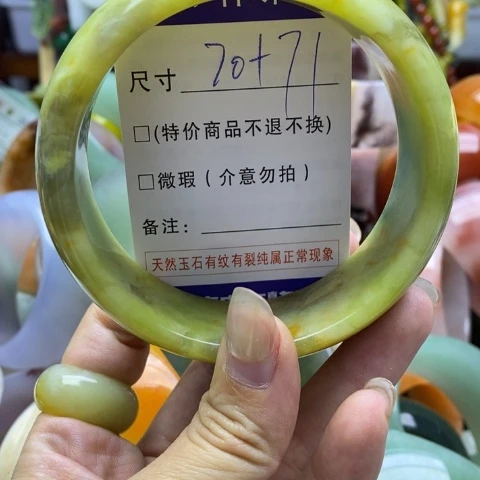 尺寸 70+71
□(特价商品不退不换)
□微瑕(介意勿拍)
备注:
天然玉石有纹有裂纯属正常现象